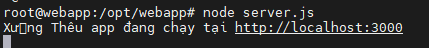 root@webapp:/opt/webapp# node server.js
Xưởng Thêu app đang chạy tại http://localhost:3000